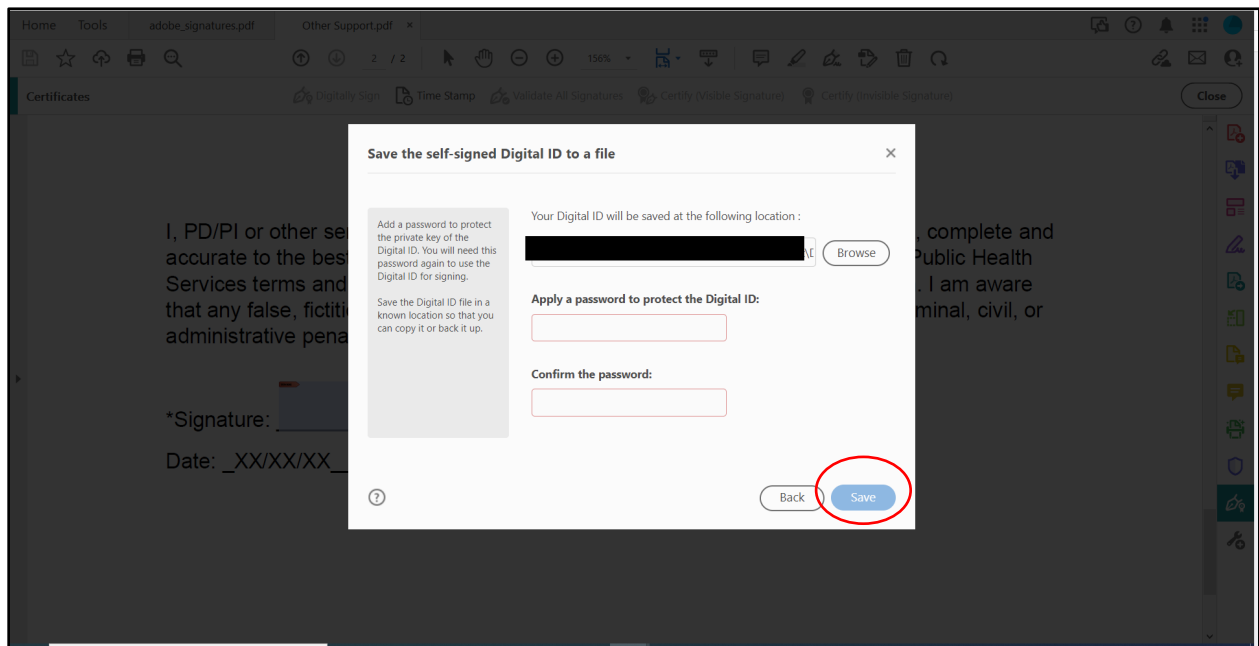 Home Tools adobe_signatures.pdf Other Support.pdf ×
2 / 2 156%
Certificates Digitally Sign Time Stamp Validate All Signatures Certify (Visible Signature) Certify (Invisible Signature) Close
Save the self-signed Digital ID to a file
Add a password to protect
the private key of the
Digital ID. You will need this
password again to use the
Digital ID for signing.
Save the Digital ID file in a
known location so that you
can copy it or back it up.
Your Digital ID will be saved at the following location :
Browse
Apply a password to protect the Digital ID:
Confirm the password:
Back Save
I, PD/PI or other , complete and
accurate to the Public Health
Services terms and . I am aware
that any false, or
administrative
*Signature:
Date: _XX/XX/XX_